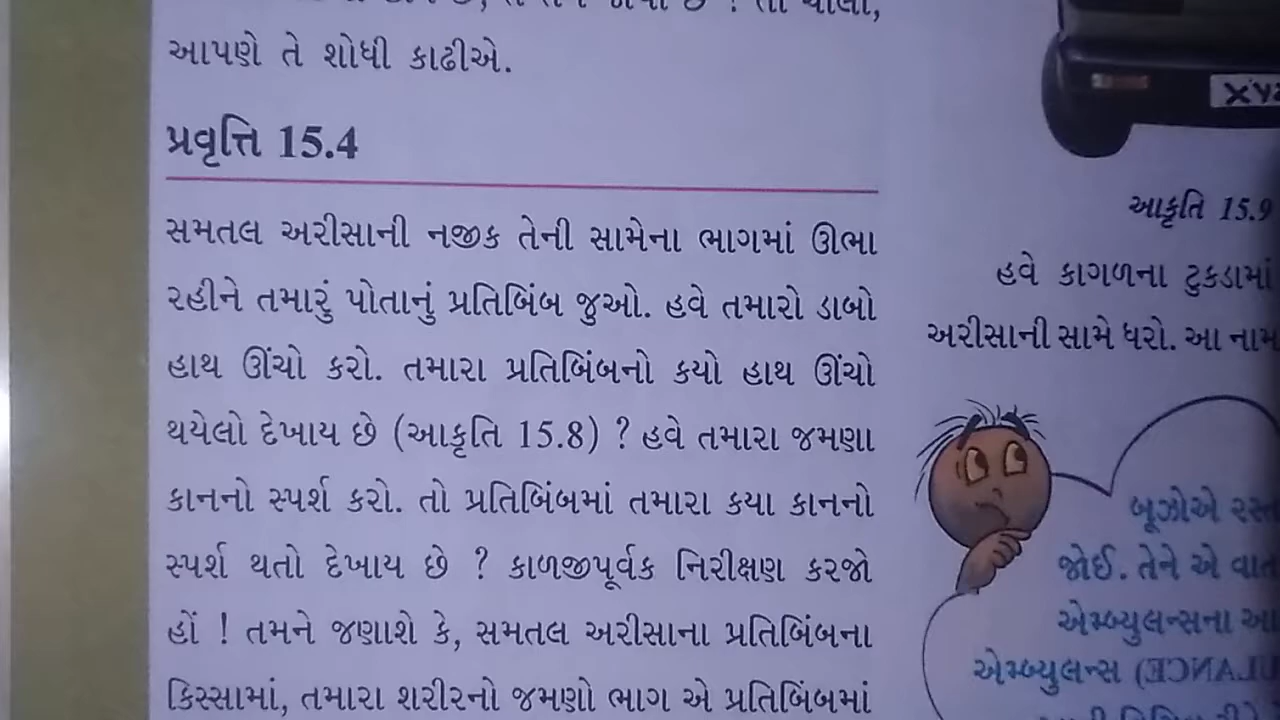 આપણે તે શોધી કાઢીએ.
પ્રવૃત્તિ 15.4
સમતલ અરીસાની નજીક તેની સામેના ભાગમાં ઊભા
રહીને તમારું પોતાનું પ્રતિબિંબ જુઓ. હવે તમારો ડાબો
હાથ ઊંચો કરો. તમારા પ્રતિબિંબનો કયો હાથ ઊંચો
થયેલો દેખાય છે (આકૃતિ 15.8) ? હવે તમારા જમણા
કાનનો સ્પર્શ કરો. તો પ્રતિબિંબમાં તમારા કયા કાનનો
સ્પર્શ થતો દેખાય છે ? કાળજીપૂર્વક નિરીક્ષણ કરજો
હોં ! તમને જણાશે કે, સમતલ અરીસાના પ્રતિબિંબના
કિસ્સામાં, તમારા શરીરનો જમણો ભાગ એ પ્રતિબિંબમાં
આકૃતિ 15.9
હવે કાગળના ટુકડામાં
અરીસાની સામે ધરો. આ નામ
બૂઝોએ
જોઈ. તેને એ વાત
એમ્બ્યુલન્સના
એમ્બ્યુલન્સ